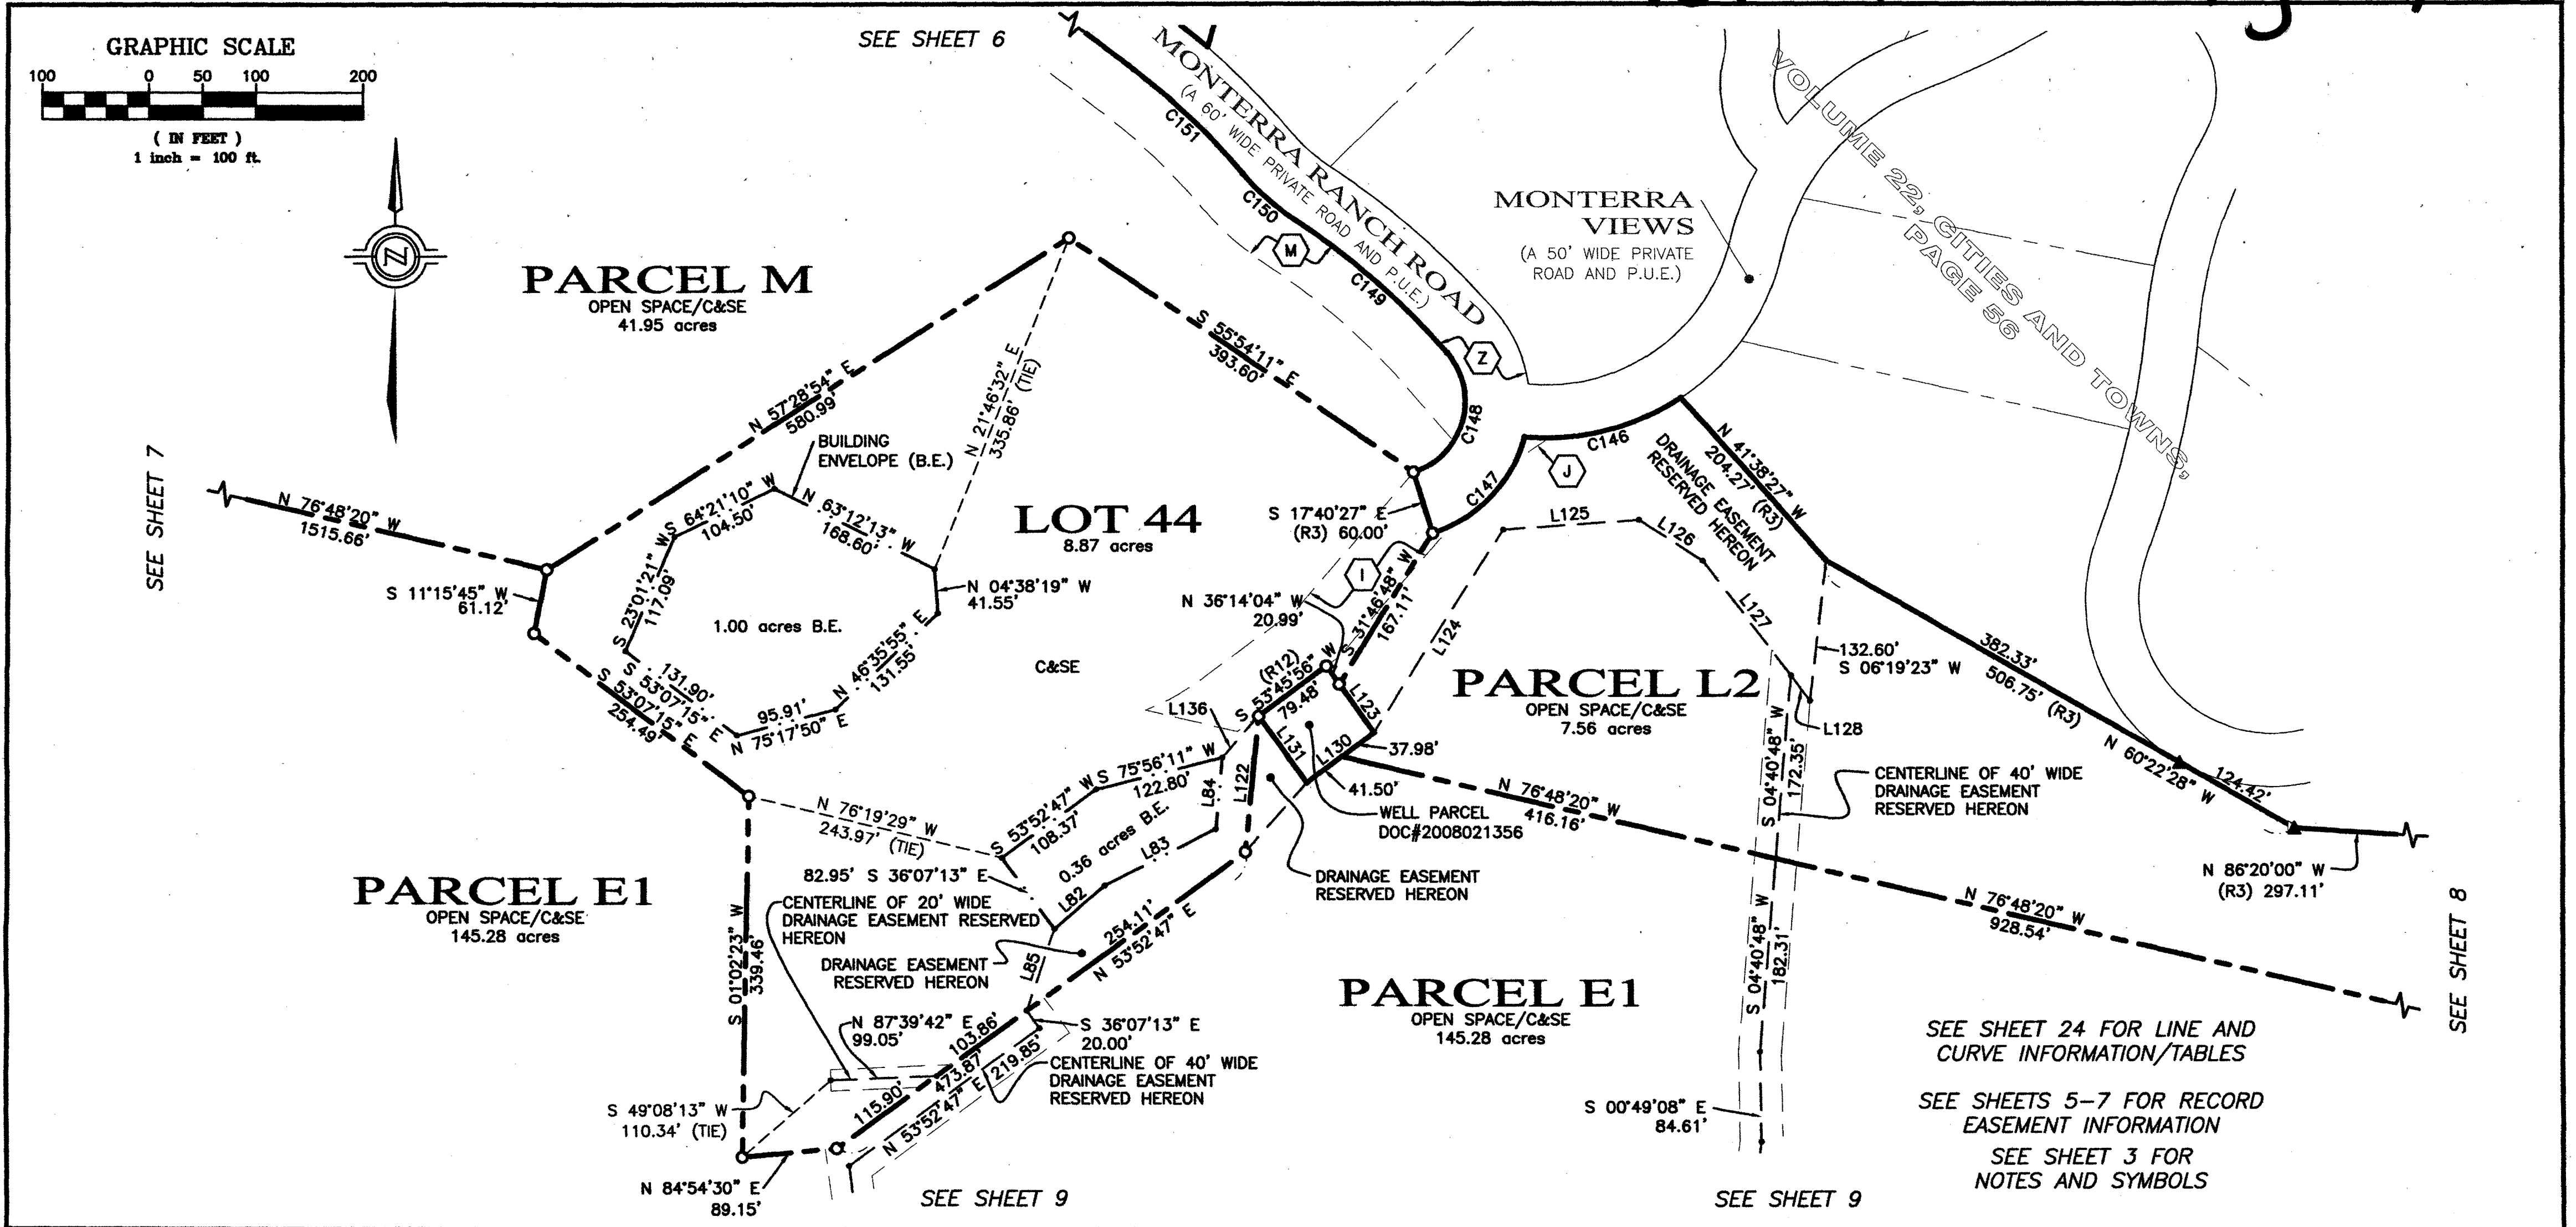 GRAPHIC SCALE
100 0 50 100 200
( IN FEET )
1 inch = 100 ft.
SEE SHEET 6
MONTERRA RANCH ROAD
(A 60' WIDE PRIVATE ROAD AND P.U.E.)
C151
C150
M
C149
Z
C148
C147
C146
J
MONTERRA
VIEWS
(A 50' WIDE PRIVATE
ROAD AND P.U.E.)
VOLUME 22, CITIES AND TOWNS,
PAGE 56
N
PARCEL M
OPEN SPACE/C&SE
41.95 acres
N 57°28'54" E
580.99'
N 21°46'32" E
335.86' (TIE)
S 55°54'11" E
393.60'
N 41°38'27" W
204.27' (R3)
DRAINAGE EASEMENT
RESERVED HEREON
SEE SHEET 7
N 76°48'20" W
1515.66'
S 11°15'45" W
61.12'
BUILDING
ENVELOPE (B.E.)
S 64°21'10" W
104.50'
N 63°12'13" W
168.60'
S 23°01'21" W
117.09'
N 04°38'19" W
41.55'
1.00 acres B.E.
131.90'
S 53°07'15" E
S 53°07'15" E
254.49'
95.91'
N 75°17'50" E
N 46°35'55" E
131.55'
LOT 44
8.87 acres
C&SE
S 17°40'27" E
(R3) 60.00'
I
N 36°14'04" W
20.99'
S 31°46'48" W
167.11'
(R12)
S 53°45'56" W
79.48'
L123
L124
L125
L126
L127
L128
L130
L131
L136
37.98'
41.50'
WELL PARCEL
DOC#2008021356
PARCEL L2
OPEN SPACE/C&SE
7.56 acres
132.60'
S 06°19'23" W
382.33'
506.75' (R3)
N 60°22'28" W
124.42'
N 86°20'00" W
(R3) 297.11'
S 04°40'48" W
172.35'
CENTERLINE OF 40' WIDE
DRAINAGE EASEMENT
RESERVED HEREON
N 76°48'20" W
416.16'
N 76°48'20" W
928.54'
S 04°40'48" W
182.31'
S 00°49'08" E
84.61'
SEE SHEET 8
N 76°19'29" W
243.97' (TIE)
S 53°52'47" W
108.37'
S 75°56'11" W
122.80'
0.36 acres B.E.
L84
L122
L83
L82
L85
82.95' S 36°07'13" E
DRAINAGE EASEMENT
RESERVED HEREON
CENTERLINE OF 20' WIDE
DRAINAGE EASEMENT RESERVED
HEREON
DRAINAGE EASEMENT
RESERVED HEREON
254.11'
N 53°52'47" E
PARCEL E1
OPEN SPACE/C&SE
145.28 acres
S 01°02'23" W
339.46'
N 87°39'42" E
99.05'
103.86'
473.87'
115.90'
219.85'
N 53°52'47" E
S 36°07'13" E
20.00'
CENTERLINE OF 40' WIDE
DRAINAGE EASEMENT
RESERVED HEREON
S 49°08'13" W
110.34' (TIE)
N 84°54'30" E
89.15'
PARCEL E1
OPEN SPACE/C&SE
145.28 acres
SEE SHEET 24 FOR LINE AND
CURVE INFORMATION/TABLES
SEE SHEETS 5-7 FOR RECORD
EASEMENT INFORMATION
SEE SHEET 3 FOR
NOTES AND SYMBOLS
SEE SHEET 9
SEE SHEET 9